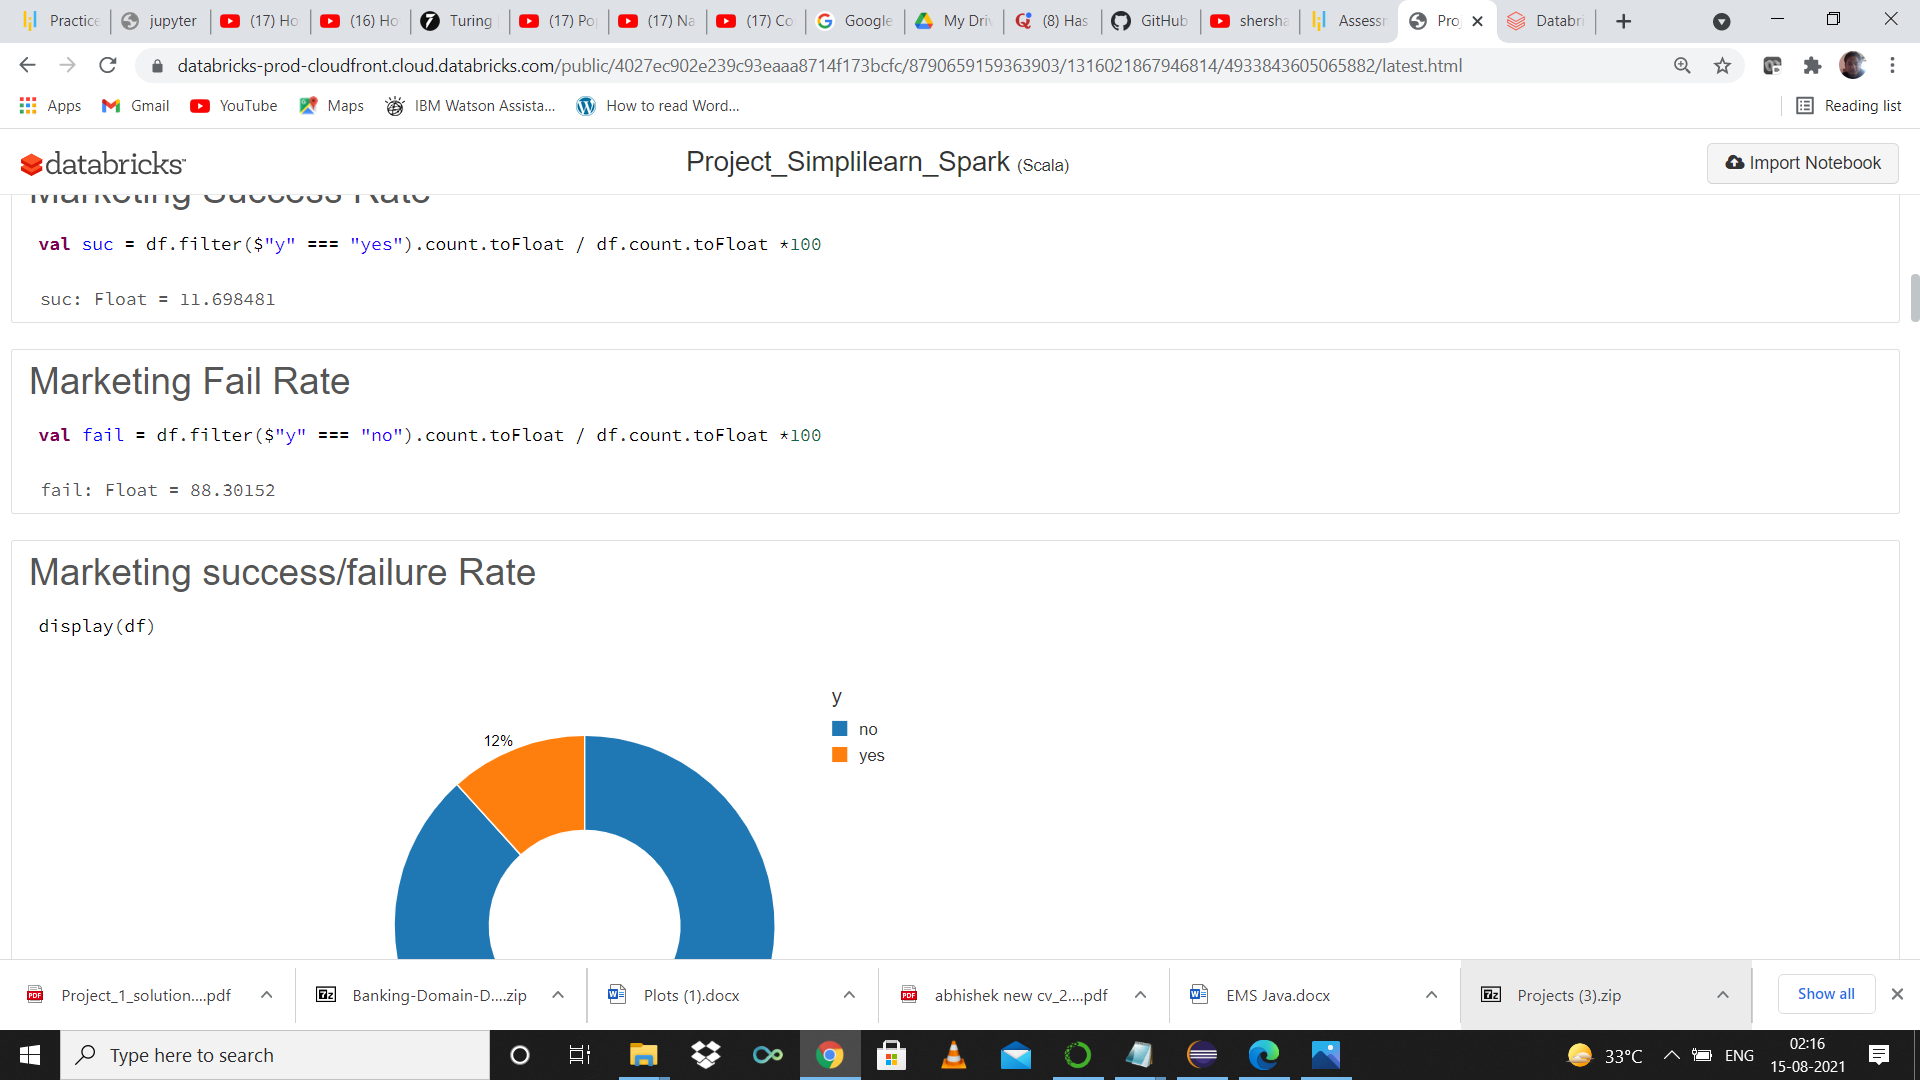 Practice
jupyter
(17) Ho
(16) Ho
Turing
(17) Po
(17) Na
(17) Co
Google
My Driv
(8) Has
GitHub
shersha
Assessm
Pro
Databri
databricks-prod-cloudfront.cloud.databricks.com/public/4027ec902e239c93eaaa8714f173bcfc/8790659159363903/1316021867946814/4933843605065882/latest.html
Apps
Gmail
YouTube
Maps
IBM Watson Assista...
How to read Word...
Reading list
databricks
Project_Simplilearn_Spark (Scala)
Import Notebook
Marketing Success Rate
val suc = df.filter($"y" === "yes").count.toFloat / df.count.toFloat *100
suc: Float = 11.698481
Marketing Fail Rate
val fail = df.filter($"y" === "no").count.toFloat / df.count.toFloat *100
fail: Float = 88.30152
Marketing success/failure Rate
display(df)
y
no
yes
12%
Project_1_solution....pdf
Banking-Domain-D....zip
Plots (1).docx
abhishek new cv_2....pdf
EMS Java.docx
Projects (3).zip
Show all
Type here to search
33°C
ENG
02:16
15-08-2021